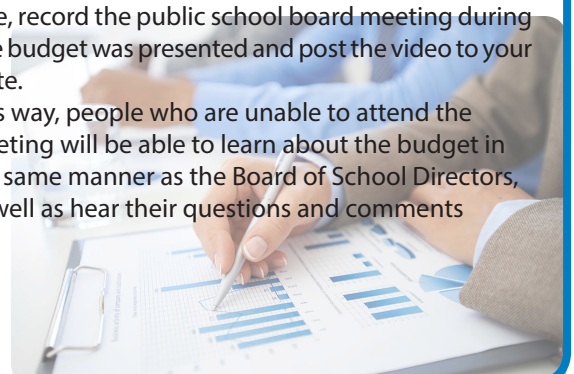 e, record the public school board meeting during
e budget was presented and post the video to your
te.
s way, people who are unable to attend the
eting will be able to learn about the budget in
same manner as the Board of School Directors,
well as hear their questions and comments